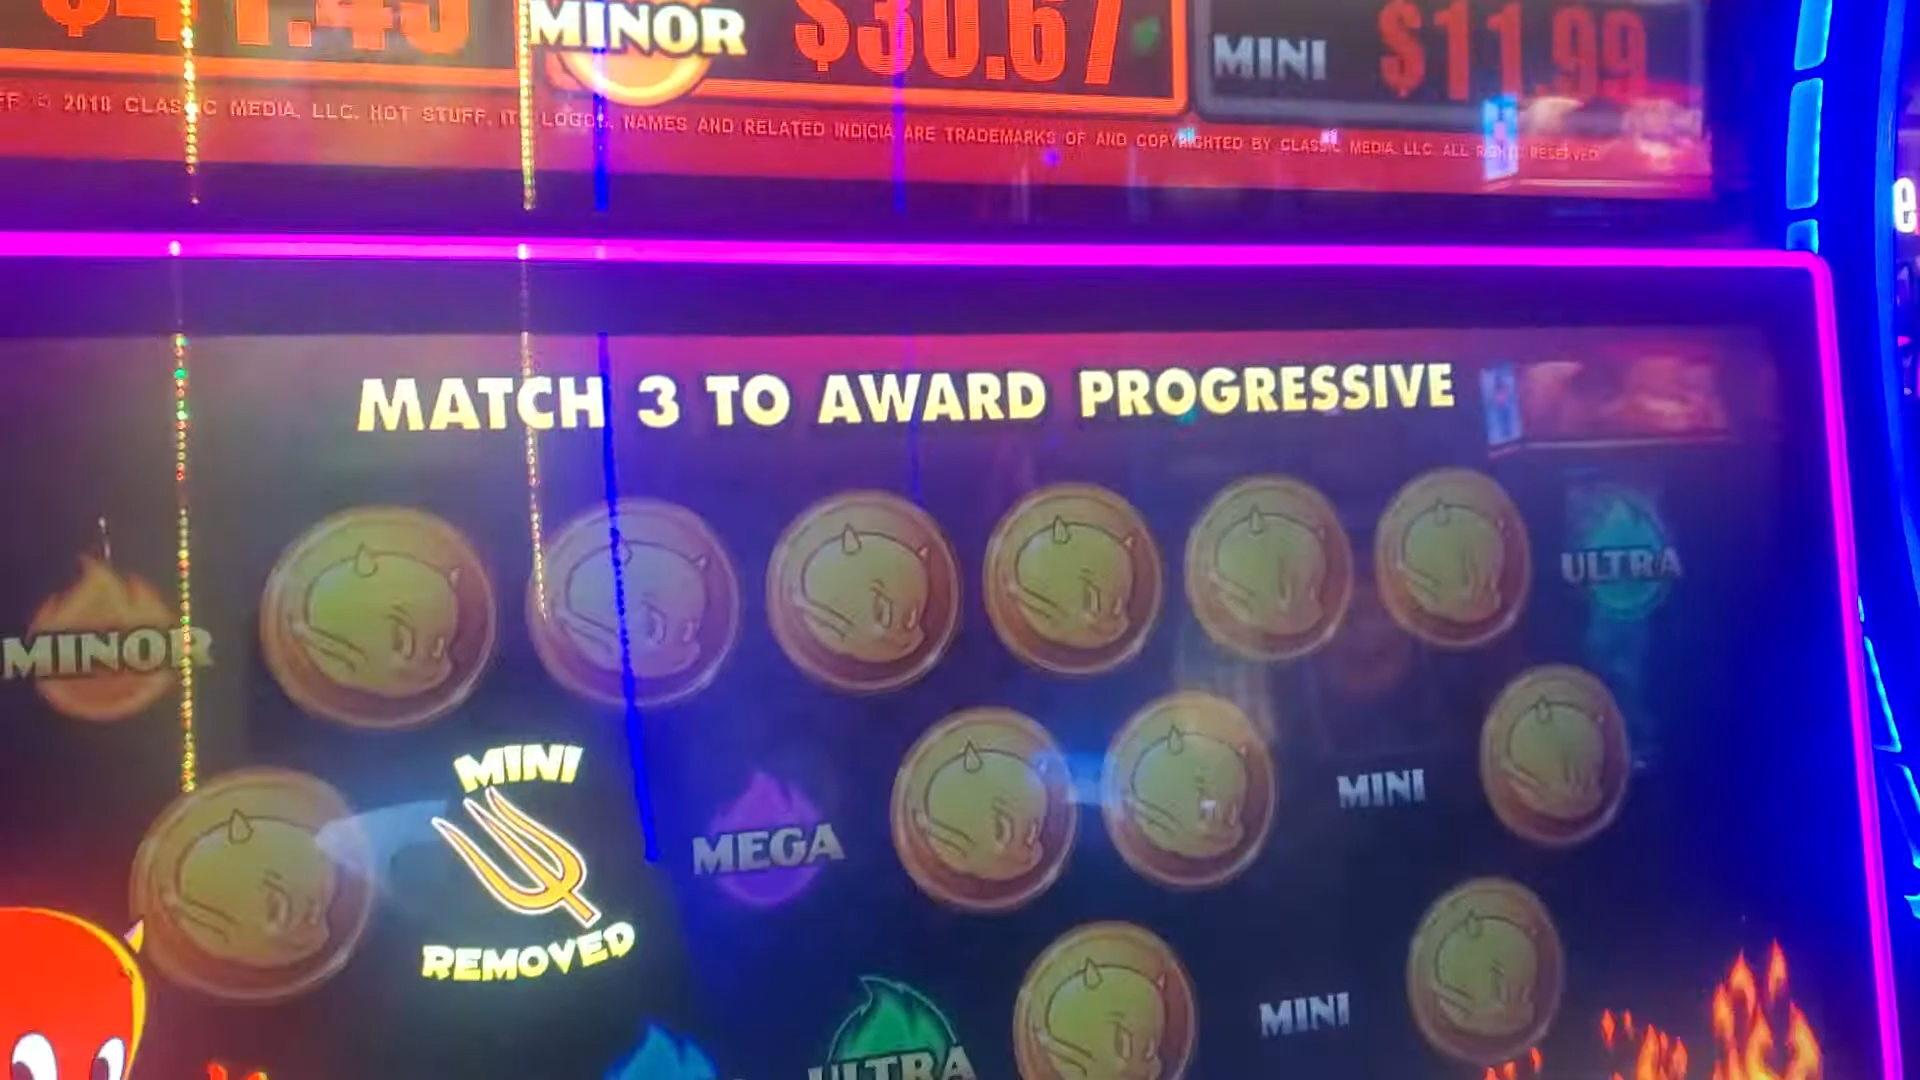 MINOR $30.67
MINI $11.99
2018 CLASSIC MEDIA, LLC. HOT STUFF, ITS LOGOS, NAMES AND RELATED INDICIA ARE TRADEMARKS OF AND COPYRIGHTED BY CLASSIC MEDIA, LLC. ALL RIGHTS RESERVED.
MATCH 3 TO AWARD PROGRESSIVE
ULTRA
MINOR
MINI
REMOVED
MEGA
MINI
MINI
ULTRA